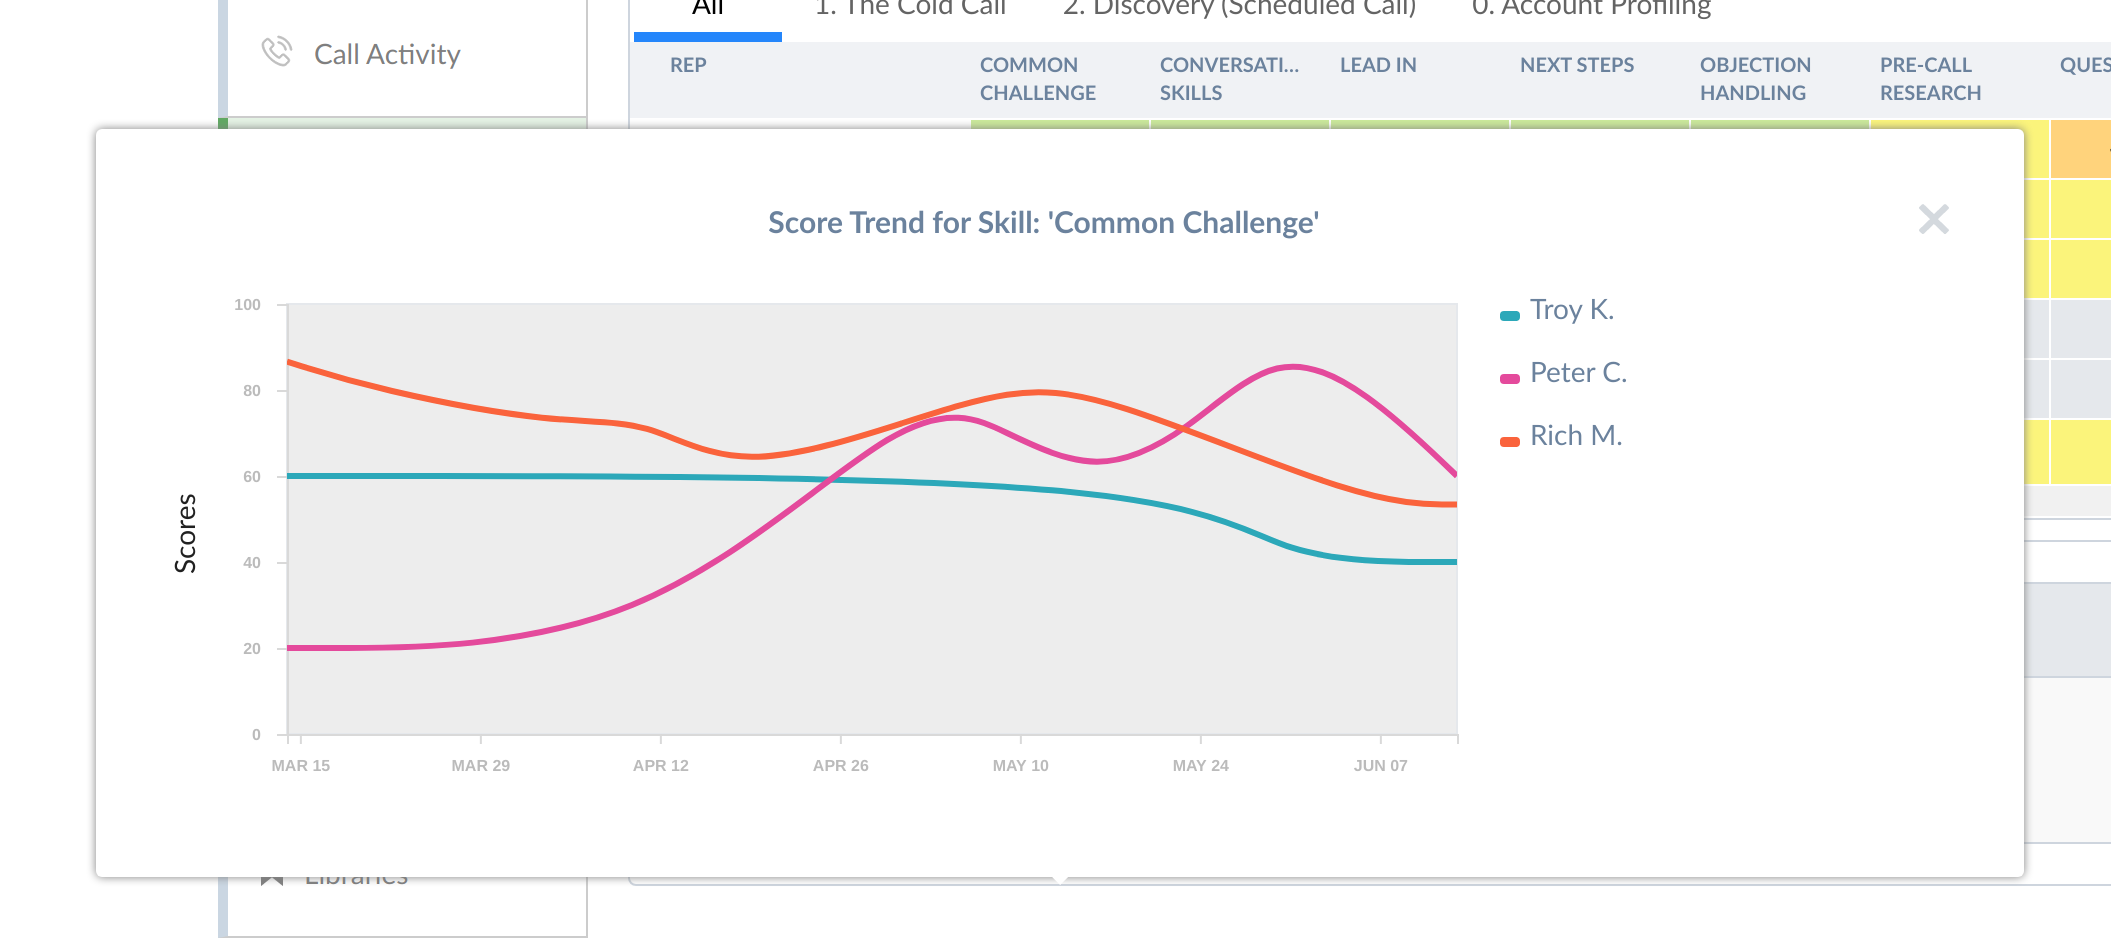 All 1. The Cold Call 2. Discovery (Scheduled Call) 0. Account Profiling
Call Activity
REP COMMON CHALLENGE CONVERSATI... SKILLS LEAD IN NEXT STEPS OBJECTION HANDLING PRE-CALL RESEARCH QUES
Score Trend for Skill: 'Common Challenge'
100
80
60
40
20
0
Scores
MAR 15 MAR 29 APR 12 APR 26 MAY 10 MAY 24 JUN 07
Troy K.
Peter C.
Rich M.
Libraries